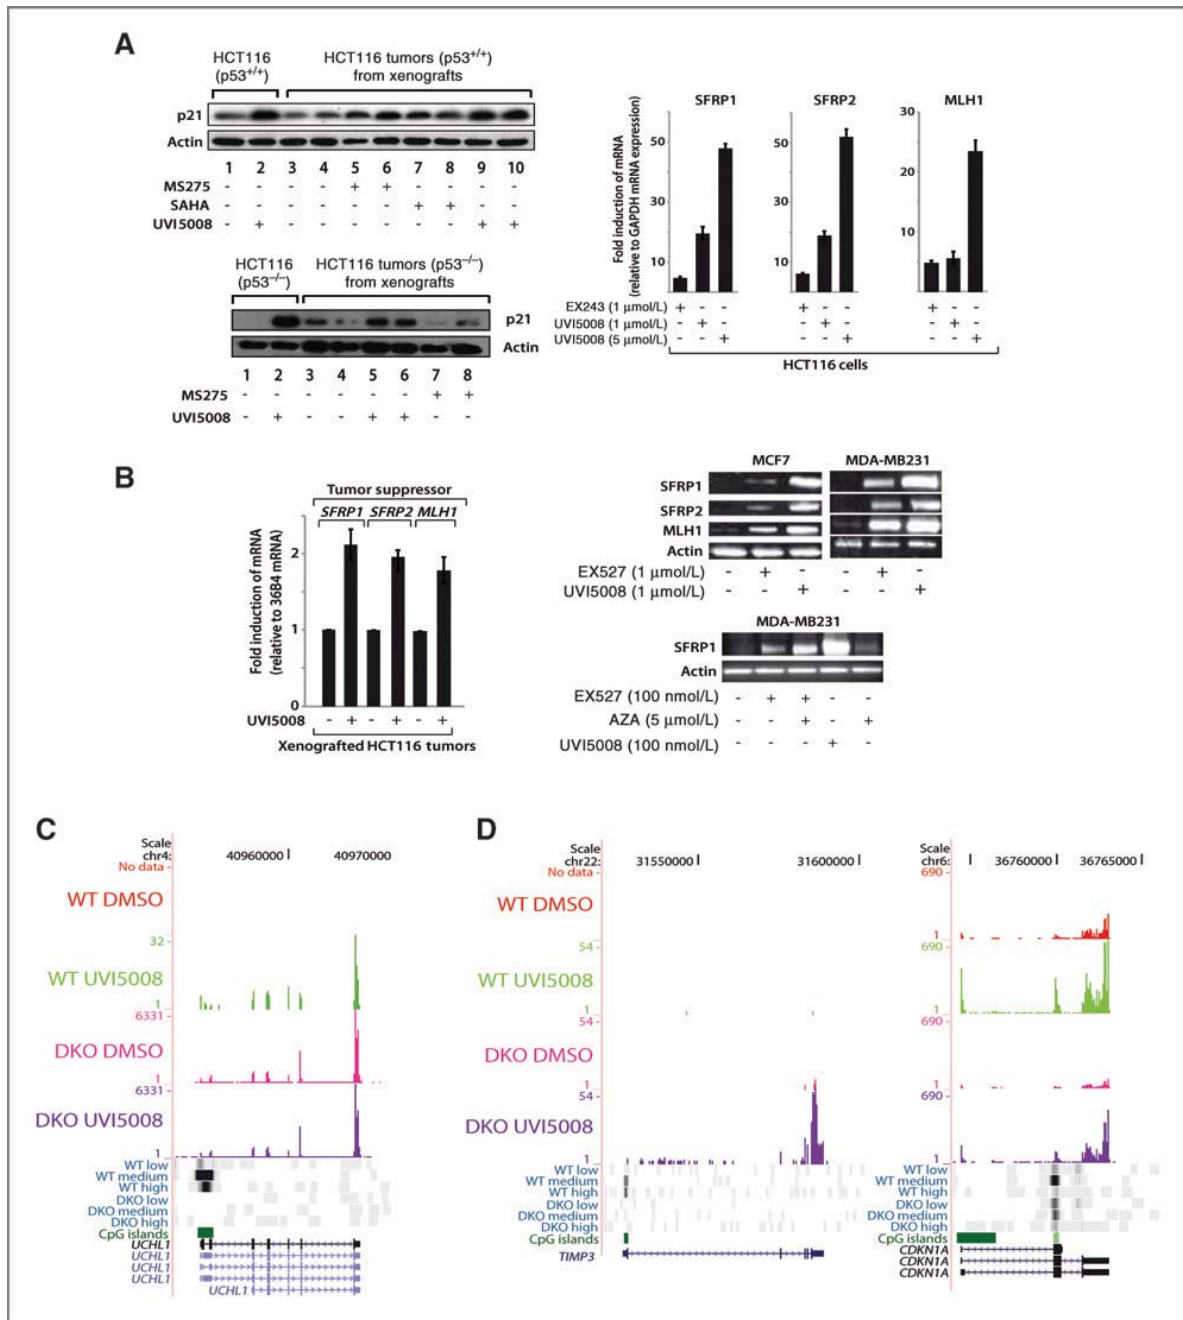 A
HCT116
(p53+/+)
HCT116 tumors (p53+/+)
from xenografts
p21
Actin
1 2 3 4 5 6 7 8 9 10
MS275 - - - - + + - - - -
SAHA - - - - - - + + - -
UVI5008 - + - - - - - - + +
HCT116
(p53–/–)
HCT116 tumors (p53–/–)
from xenografts
p21
Actin
1 2 3 4 5 6 7 8
MS275 - - - - - - + +
UVI5008 - + - - + + - -
SFRP1 SFRP2 MLH1
Fold induction of mRNA
(relative to GAPDH mRNA expression)
50
30
10
50
30
10
30
20
10
EX243 (1 μmol/L) + + +
UVI5008 (1 μmol/L) + + +
UVI5008 (5 μmol/L) + + +
HCT116 cells
B
Tumor suppressor
SFRP1 SFRP2 MLH1
Fold induction of mRNA
(relative to 36B4 mRNA)
2
1
0
UVI5008 - + - + - +
Xenografted HCT116 tumors
MCF7 MDA-MB231
SFRP1
SFRP2
MLH1
Actin
EX527 (1 μmol/L) - + - - + -
UVI5008 (1 μmol/L) - - + - - +
MDA-MB231
SFRP1
Actin
EX527 (100 nmol/L) - + + - -
AZA (5 μmol/L) - - + - +
UVI5008 (100 nmol/L) - - - + -
C
Scale
chr4: 40960000 40970000
No data -
WT DMSO
32 -
WT UVI5008
1
6331 -
DKO DMSO
1
6331 -
DKO UVI5008
1
WT low
WT medium
WT high
DKO low
DKO medium
DKO high
CpG islands
UCHL1
UCHL1
UCHL1
UCHL1
UCHL1
D
Scale
chr22: 31550000 31600000
No data -
WT DMSO
54 -
WT UVI5008
1
54 -
DKO DMSO
1
54 -
DKO UVI5008
1
WT low
WT medium
WT high
DKO low
DKO medium
DKO high
CpG islands
TIMP3
Scale
chr6: 36760000 36765000
690 -
1
690 -
1
690 -
1
690 -
1
WT low
WT medium
WT high
DKO low
DKO medium
DKO high
CpG islands
CDKN1A
CDKN1A
CDKN1A